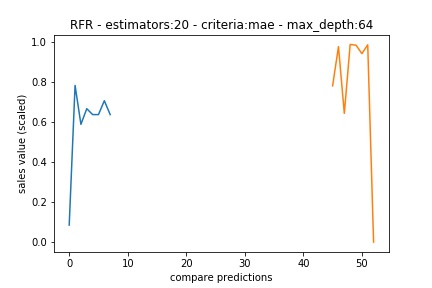 RFR - estimators:20 - criteria:mae - max_depth:64
1.0
0.8
0.6
0.4
0.2
0.0
sales value (scaled)
0 10 20 30 40 50
compare predictions